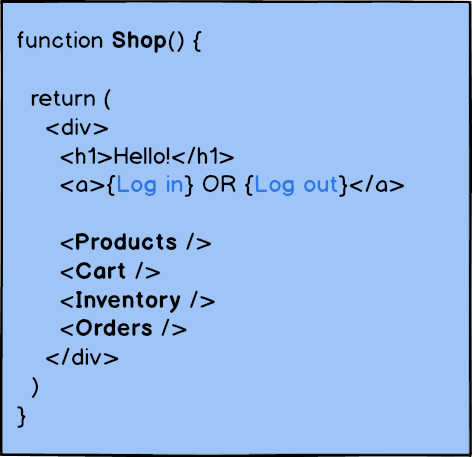 function Shop() {
return (
<div>
<h1>Hello!</h1>
<a>{Log in} OR {Log out}</a>
<Products />
<Cart />
<Inventory />
<Orders />
</div>
)
}